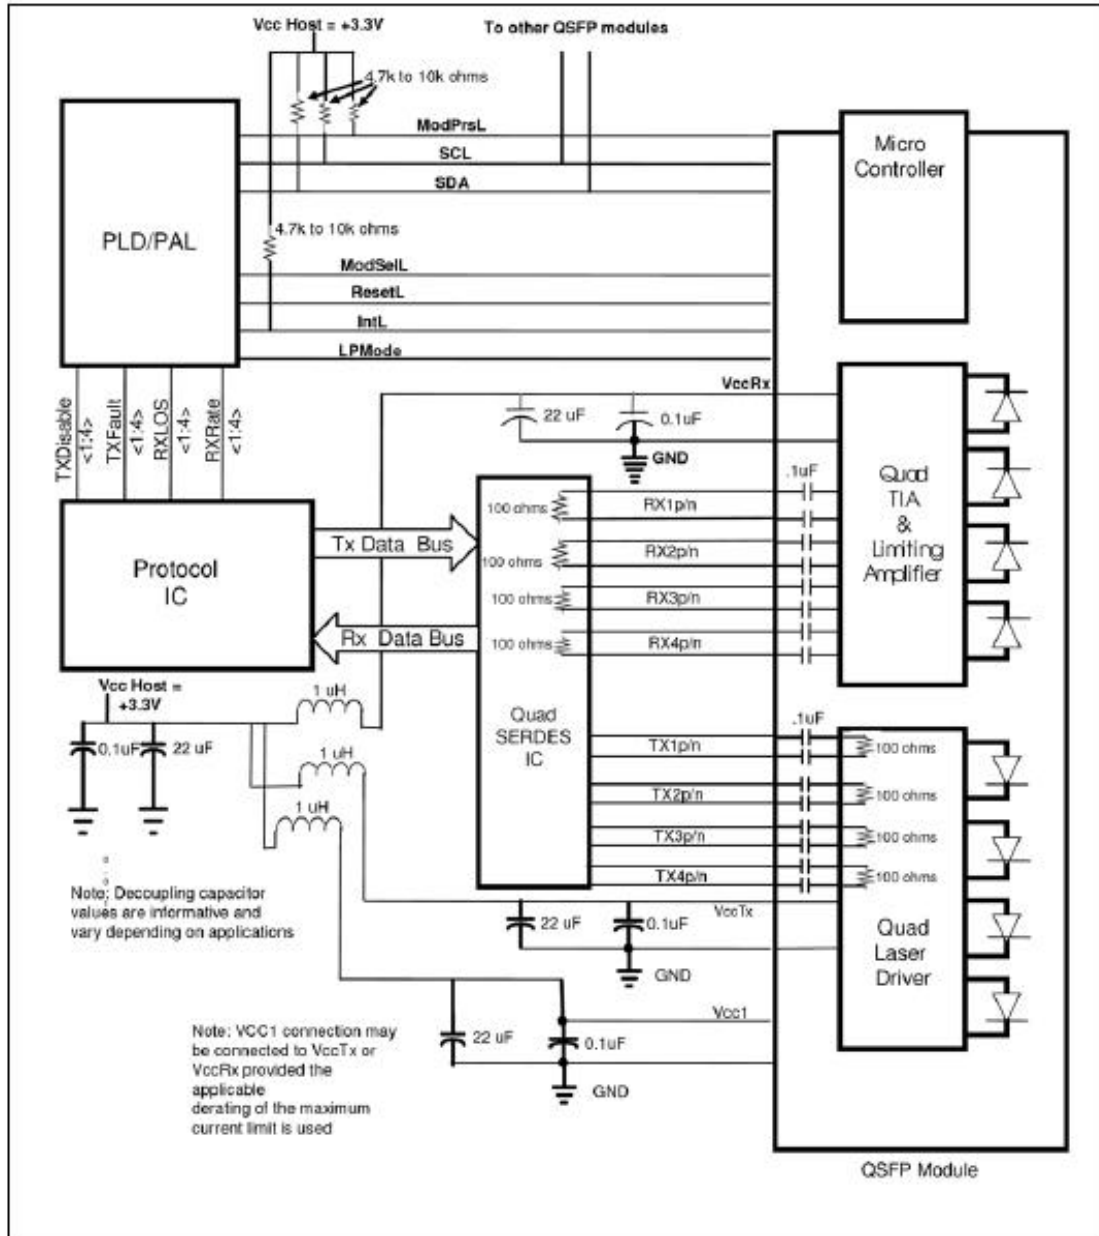 Vcc Host = +3.3V
To other QSFP modules
4.7k to 10k ohms
ModPrsL
SCL
SDA
Micro
Controller
PLD/PAL
4.7k to 10k ohms
ModSelL
ResetL
IntL
LPMode
TXDisable
<1:4>
TXFault
<1:4>
RXLOS
<1:4>
RXRate
<1:4>
VccRx
22 uF
0.1uF
GND
Quad
TIA
&
Limiting
Amplifier
.1uF
100 ohms
RX1p/n
100 ohms
RX2p/n
100 ohms
RX3p/n
100 ohms
RX4p/n
Tx Data Bus
Protocol
IC
Rx Data Bus
Vcc Host =
+3.3V
0.1uF
22 uF
1 uH
1 uH
1 uH
Quad
SERDES
IC
.1uF
TX1p/n
100 ohms
TX2p/n
100 ohms
TX3p/n
100 ohms
TX4p/n
100 ohms
Note: Decoupling capacitor
values are informative and
vary depending on applications
VccTx
22 uF
0.1uF
GND
Quad
Laser
Driver
Vcc1
22 uF
0.1uF
GND
Note: VCC1 connection may
be connected to VccTx or
VccRx provided the
applicable
derating of the maximum
current limit is used
QSFP Module